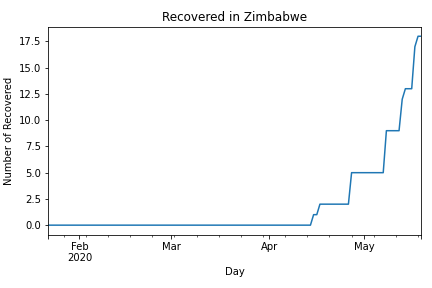 Recovered in Zimbabwe
Number of Recovered
17.5
15.0
12.5
10.0
7.5
5.0
2.5
0.0
Feb
2020
Mar
Apr
May
Day